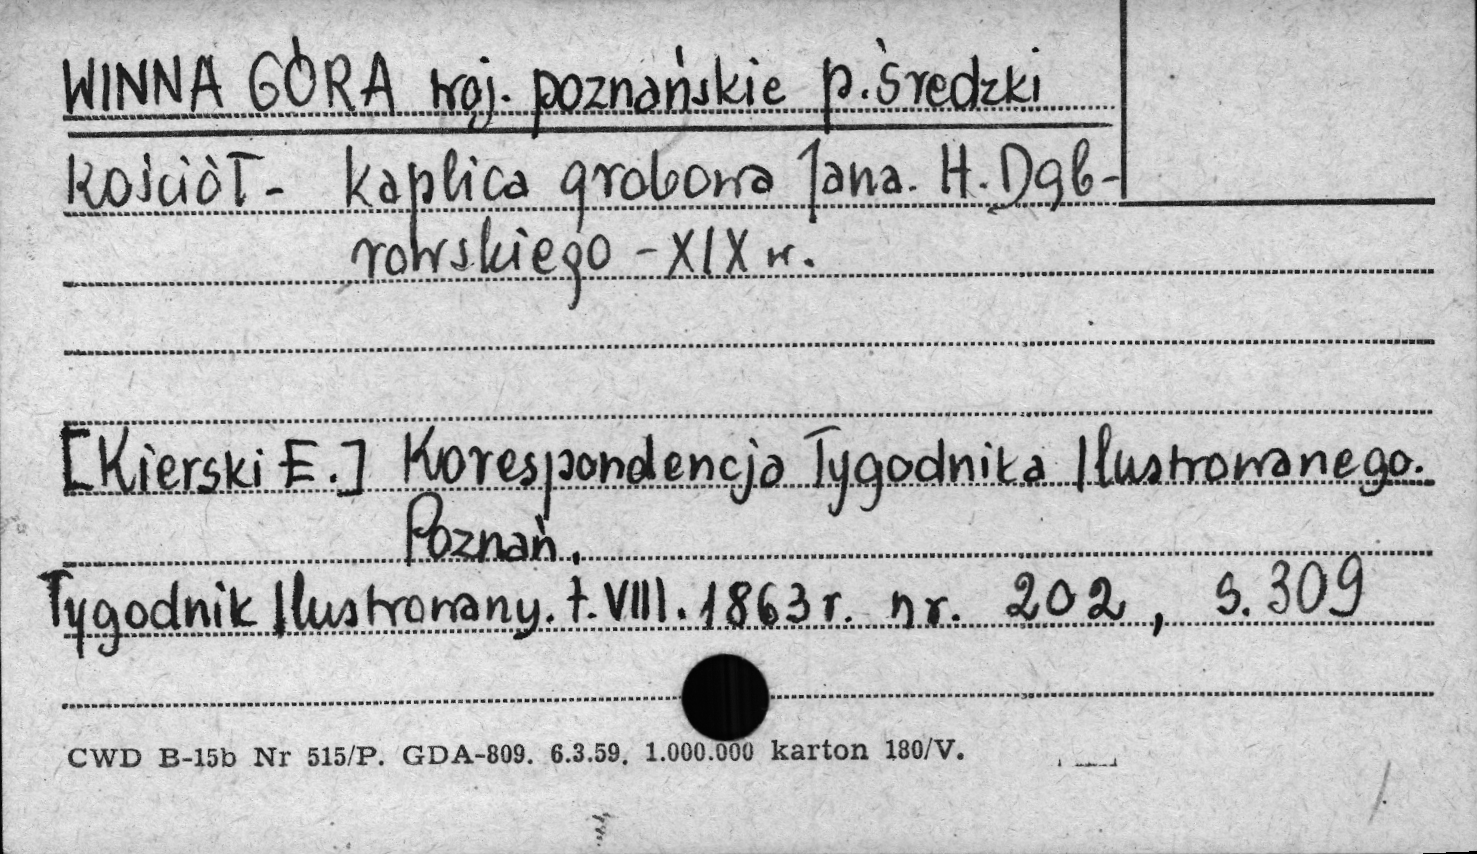 WINNA GÓRA woj. poznańskie p. Średzki
Kościół - kaplica grobowa Jana. H. Dąb-
rowskiego - XIX w.
[Kierski E.] Korespondencja Tygodnika Ilustrowanego.
Poznań.
Tygodnik Ilustrowany. t. VIII. 1863 r. nr. 202, s. 309
CWD B-15b Nr 515/P. GDA-809. 6.3.59. 1.000.000 karton 180/V.